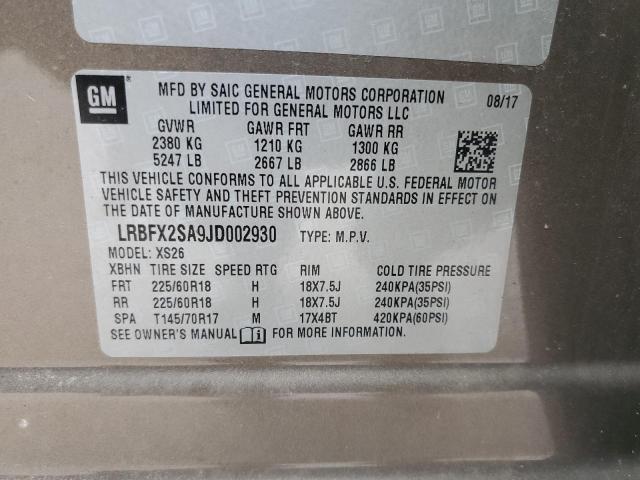 GM
MFD BY SAIC GENERAL MOTORS CORPORATION
LIMITED FOR GENERAL MOTORS LLC
08/17
GVWR GAWR FRT GAWR RR
2380 KG 1210 KG 1300 KG
5247 LB 2667 LB 2866 LB
THIS VEHICLE CONFORMS TO ALL APPLICABLE U.S. FEDERAL MOTOR
VEHICLE SAFETY AND THEFT PREVENTION STANDARDS IN EFFECT ON
THE DATE OF MANUFACTURE SHOWN ABOVE.
LRBFX2SA9JD002930 TYPE: M.P.V.
MODEL: XS26
XBHN TIRE SIZE SPEED RTG RIM COLD TIRE PRESSURE
FRT 225/60R18 H 18X7.5J 240KPA(35PSI)
RR 225/60R18 H 18X7.5J 240KPA(35PSI)
SPA T145/70R17 M 17X4BT 420KPA(60PSI)
SEE OWNER'S MANUAL i FOR MORE INFORMATION.